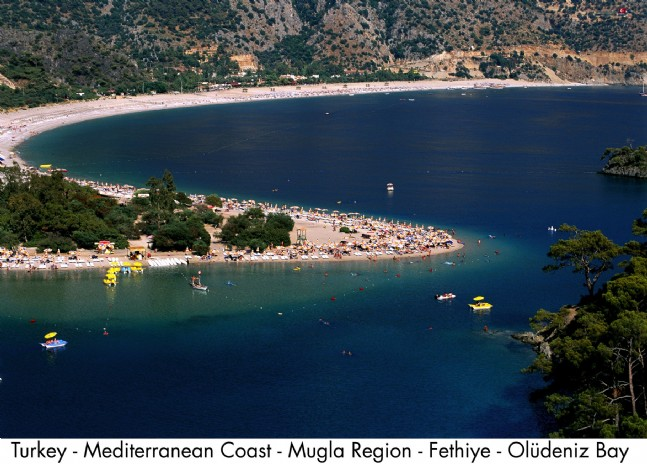 Turkey - Mediterranean Coast - Mugla Region - Fethiye - Olüdeniz Bay